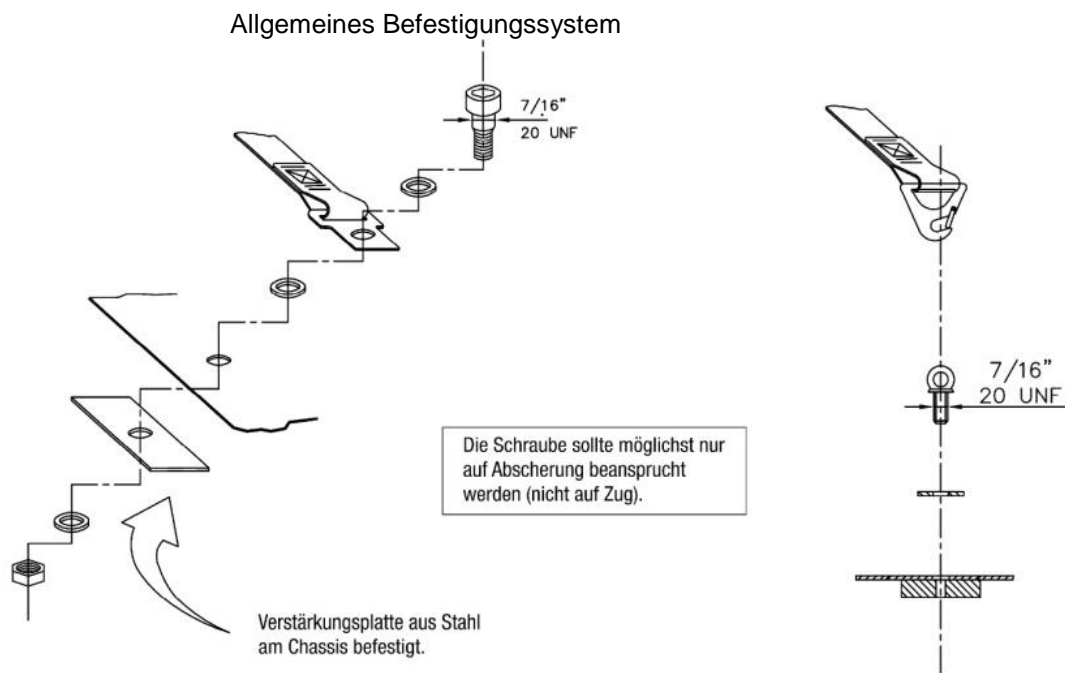 Allgemeines Befestigungssystem
7/16"
20 UNF
7/16"
20 UNF
Die Schraube sollte möglichst nur
auf Abscherung beansprucht
werden (nicht auf Zug).
Verstärkungsplatte aus Stahl
am Chassis befestigt.